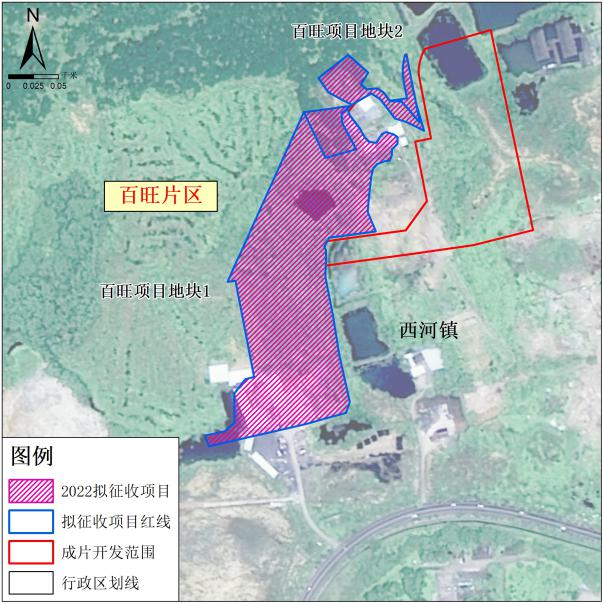 N
千米
0 0.025 0.05
百旺项目地块2
百旺片区
百旺项目地块1
西河镇
图例
2022拟征收项目
拟征收项目红线
成片开发范围
行政区划线